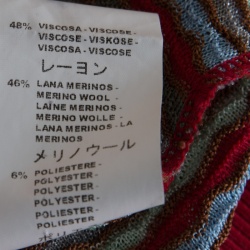 48% VISCOSA - VISCOSE -
VISCOSE - VISKOSE -
VISCOSA - VISCOSE
レーヨン
46% LANA MERINOS -
MERINO WOOL -
LAINE MERINOS -
MERINO WOLLE -
LANA MERINOS - LA
MERINOS
メリノウール
6% POLIESTERE -
POLYESTER -
POLYESTER -
POLYESTER -
POLIESTER -
POLYESTER